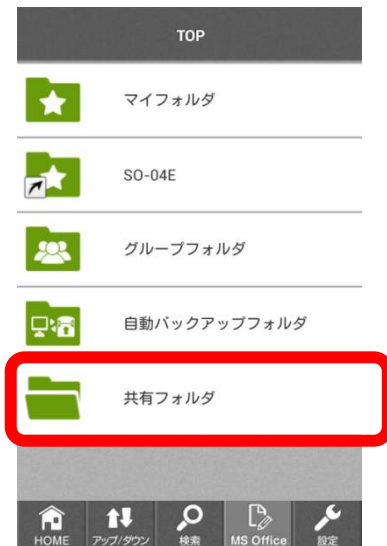 TOP
マイフォルダ
SO-04E
グループフォルダ
自動バックアップフォルダ
共有フォルダ
HOME アップ/ダウン 検索 MS Office 設定